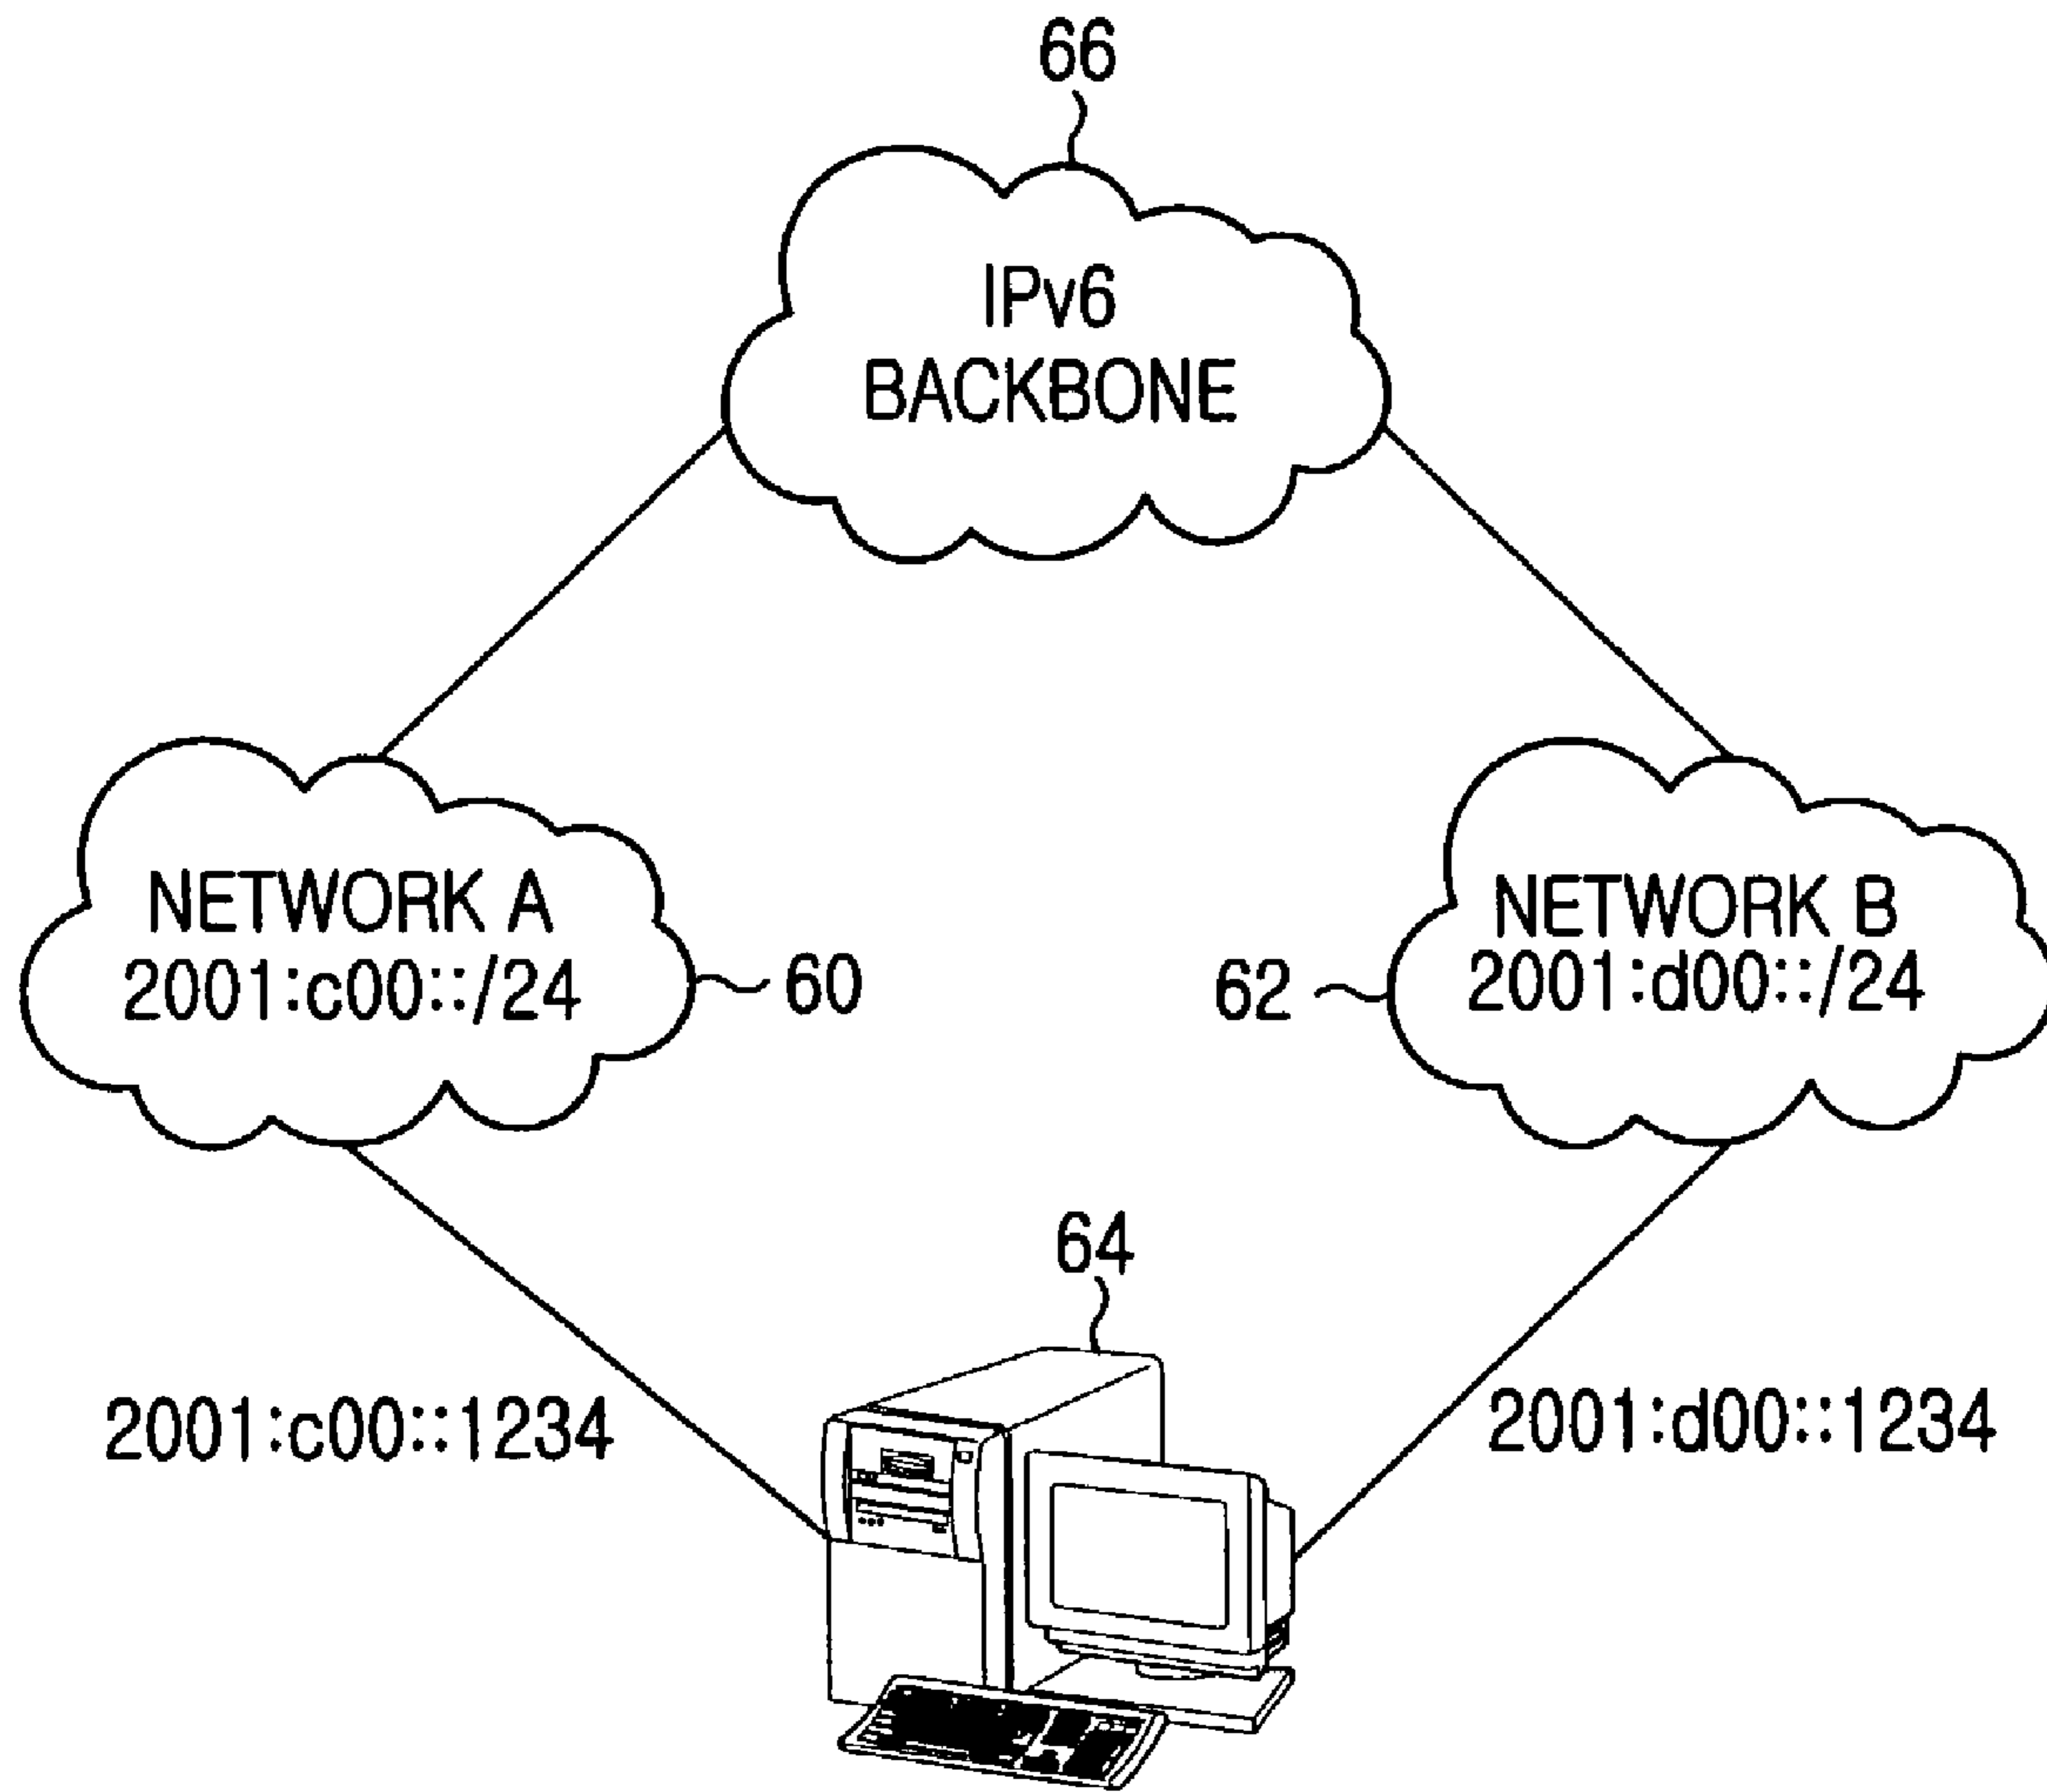 66
IPv6
BACKBONE
NETWORK A
2001:c00::/24
60
62
NETWORK B
2001:d00::/24
64
2001:c00::1234
2001:d00::1234